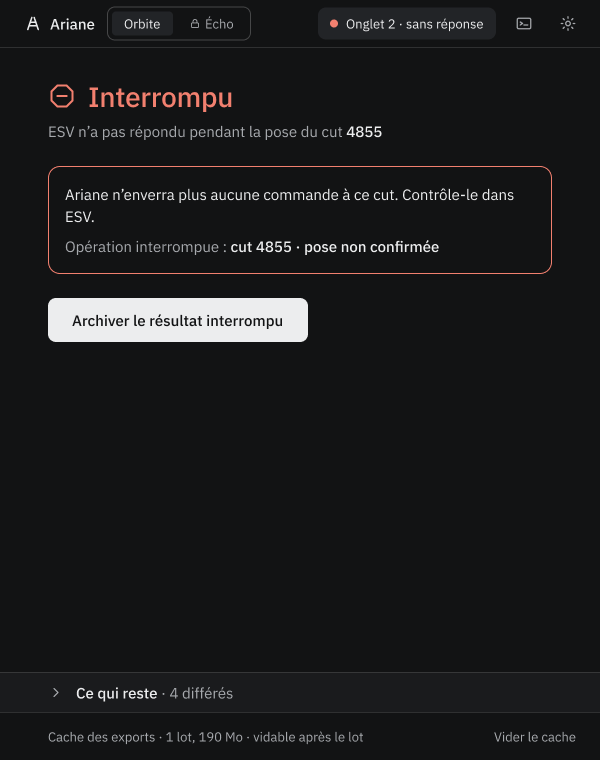 Ariane
Orbite
Écho
Onglet 2 · sans réponse
Interrompu
ESV n’a pas répondu pendant la pose du cut 4855
Ariane n’enverra plus aucune commande à ce cut. Contrôle-le dans
ESV.
Opération interrompue : cut 4855 · pose non confirmée
Archiver le résultat interrompu
Ce qui reste · 4 différés
Cache des exports · 1 lot, 190 Mo · vidable après le lot
Vider le cache